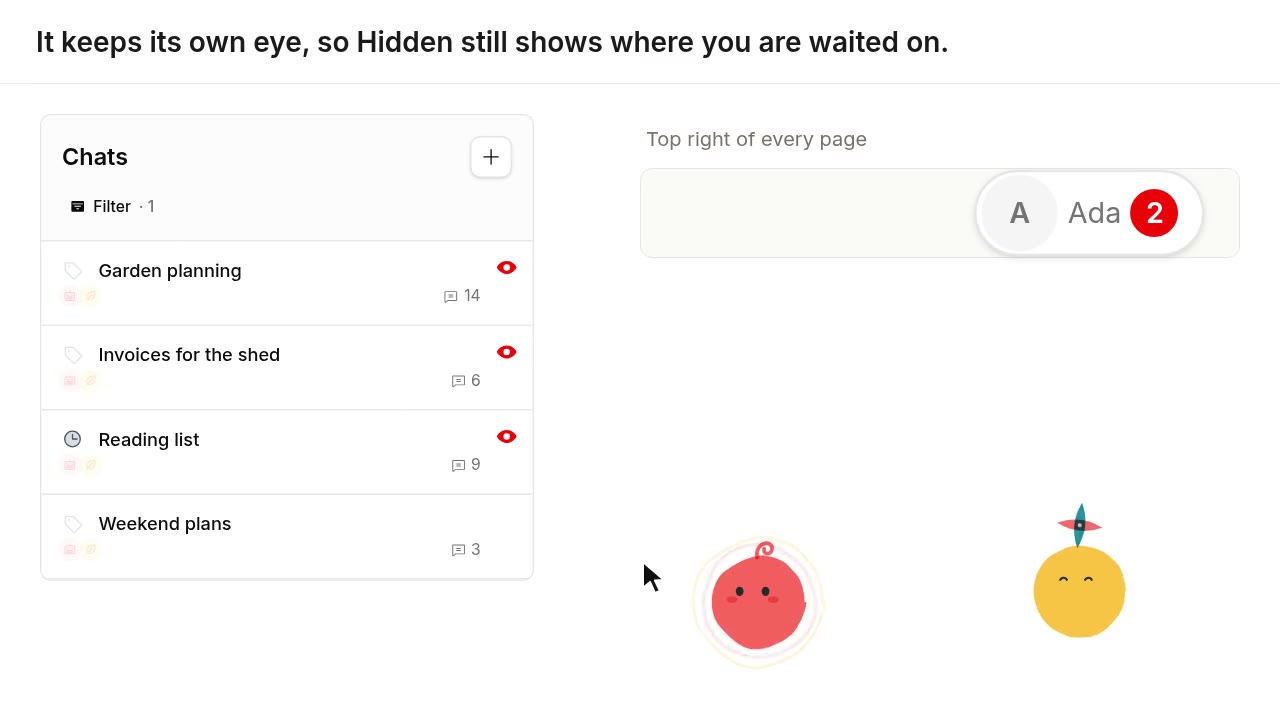 It keeps its own eye, so Hidden still shows where you are waited on.
Chats
Filter · 1
Garden planning
14
Invoices for the shed
6
Reading list
9
Weekend plans
3
Top right of every page
A Ada 2